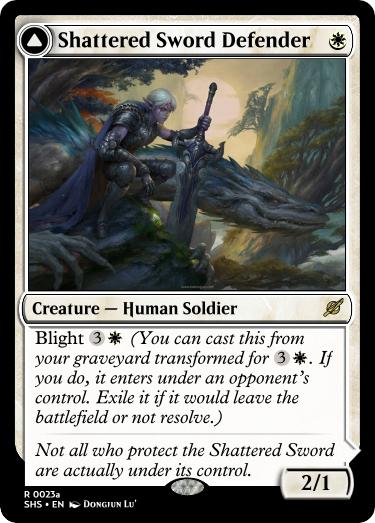 Shattered Sword Defender
Creature — Human Soldier
Blight 3 (You can cast this from
your graveyard transformed for 3 . If
you do, it enters under an opponent's
control. Exile it if it would leave the
battlefield or not resolve.)
Not all who protect the Shattered Sword
are actually under its control.
2/1
R 0023a
SHS • EN Dongjun Lu'